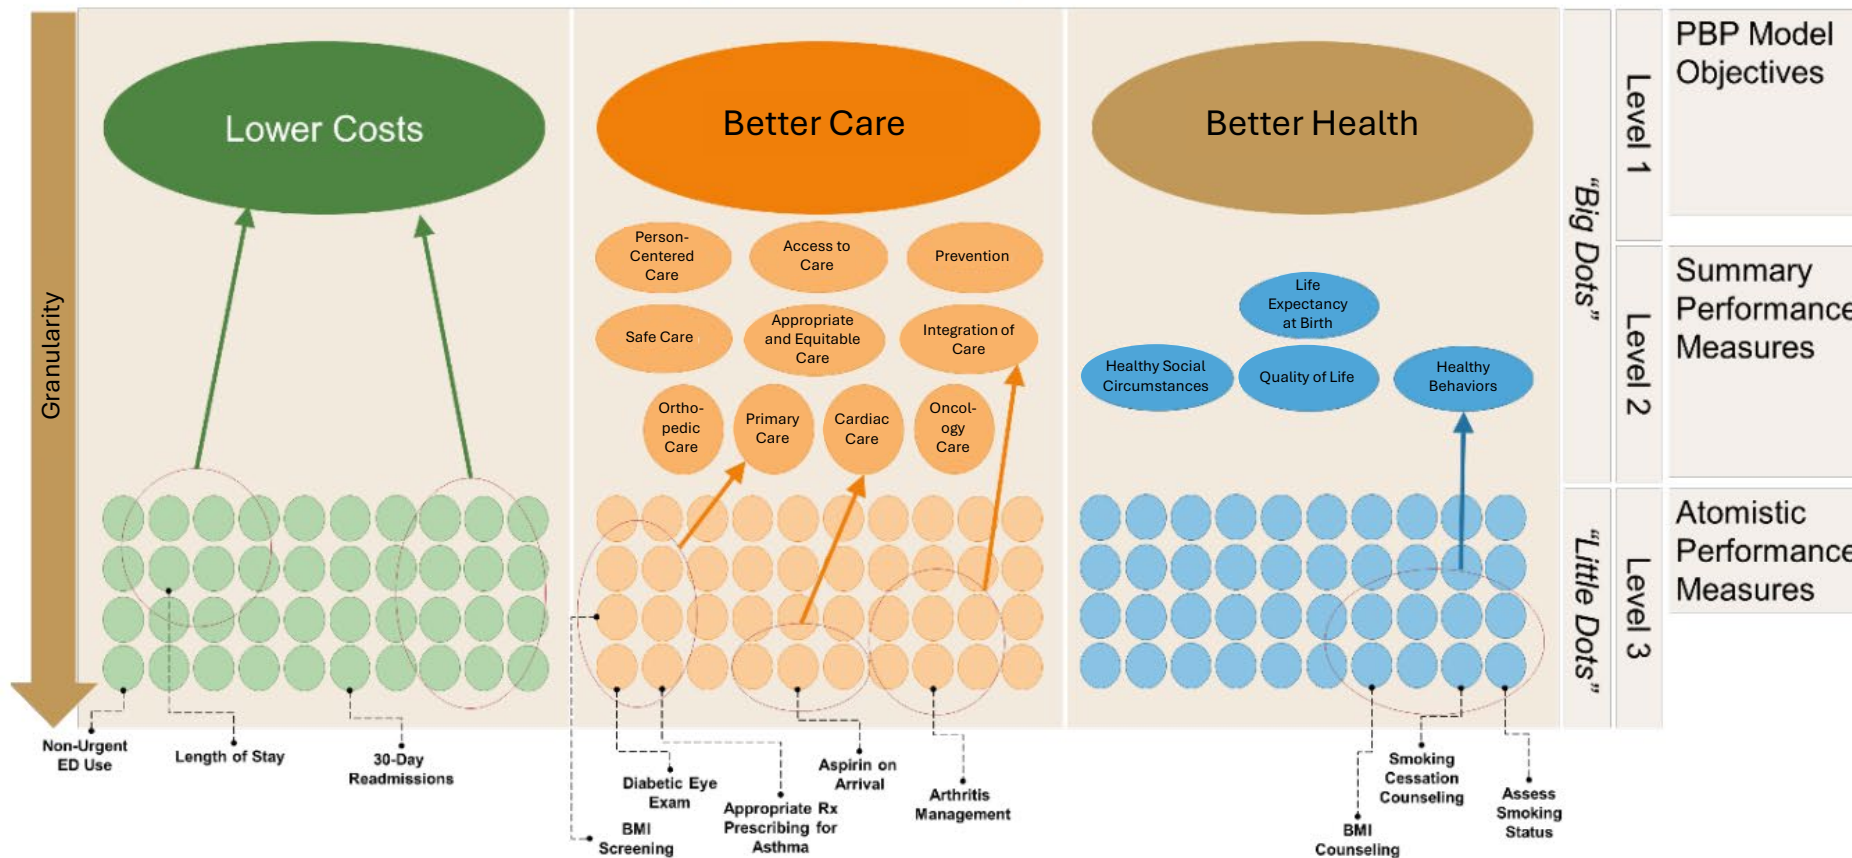 Granularity
Lower Costs
Better Care
Better Health
Person-
Centered
Care
Access to
Care
Prevention
Safe Care
Appropriate
and Equitable
Care
Integration of
Care
Ortho-
pedic
Care
Primary
Care
Cardiac
Care
Oncol-
ogy
Care
Life
Expectancy
at Birth
Healthy Social
Circumstances
Quality of Life
Healthy
Behaviors
"Big Dots"
"Little Dots"
Level 1
Level 2
Level 3
PBP Model
Objectives
Summary
Performance
Measures
Atomistic
Performance
Measures
Non-Urgent
ED Use
Length of Stay
30-Day
Readmissions
BMI
Screening
Diabetic Eye
Exam
Appropriate Rx
Prescribing for
Asthma
Aspirin on
Arrival
Arthritis
Management
BMI
Counseling
Smoking
Cessation
Counseling
Assess
Smoking
Status